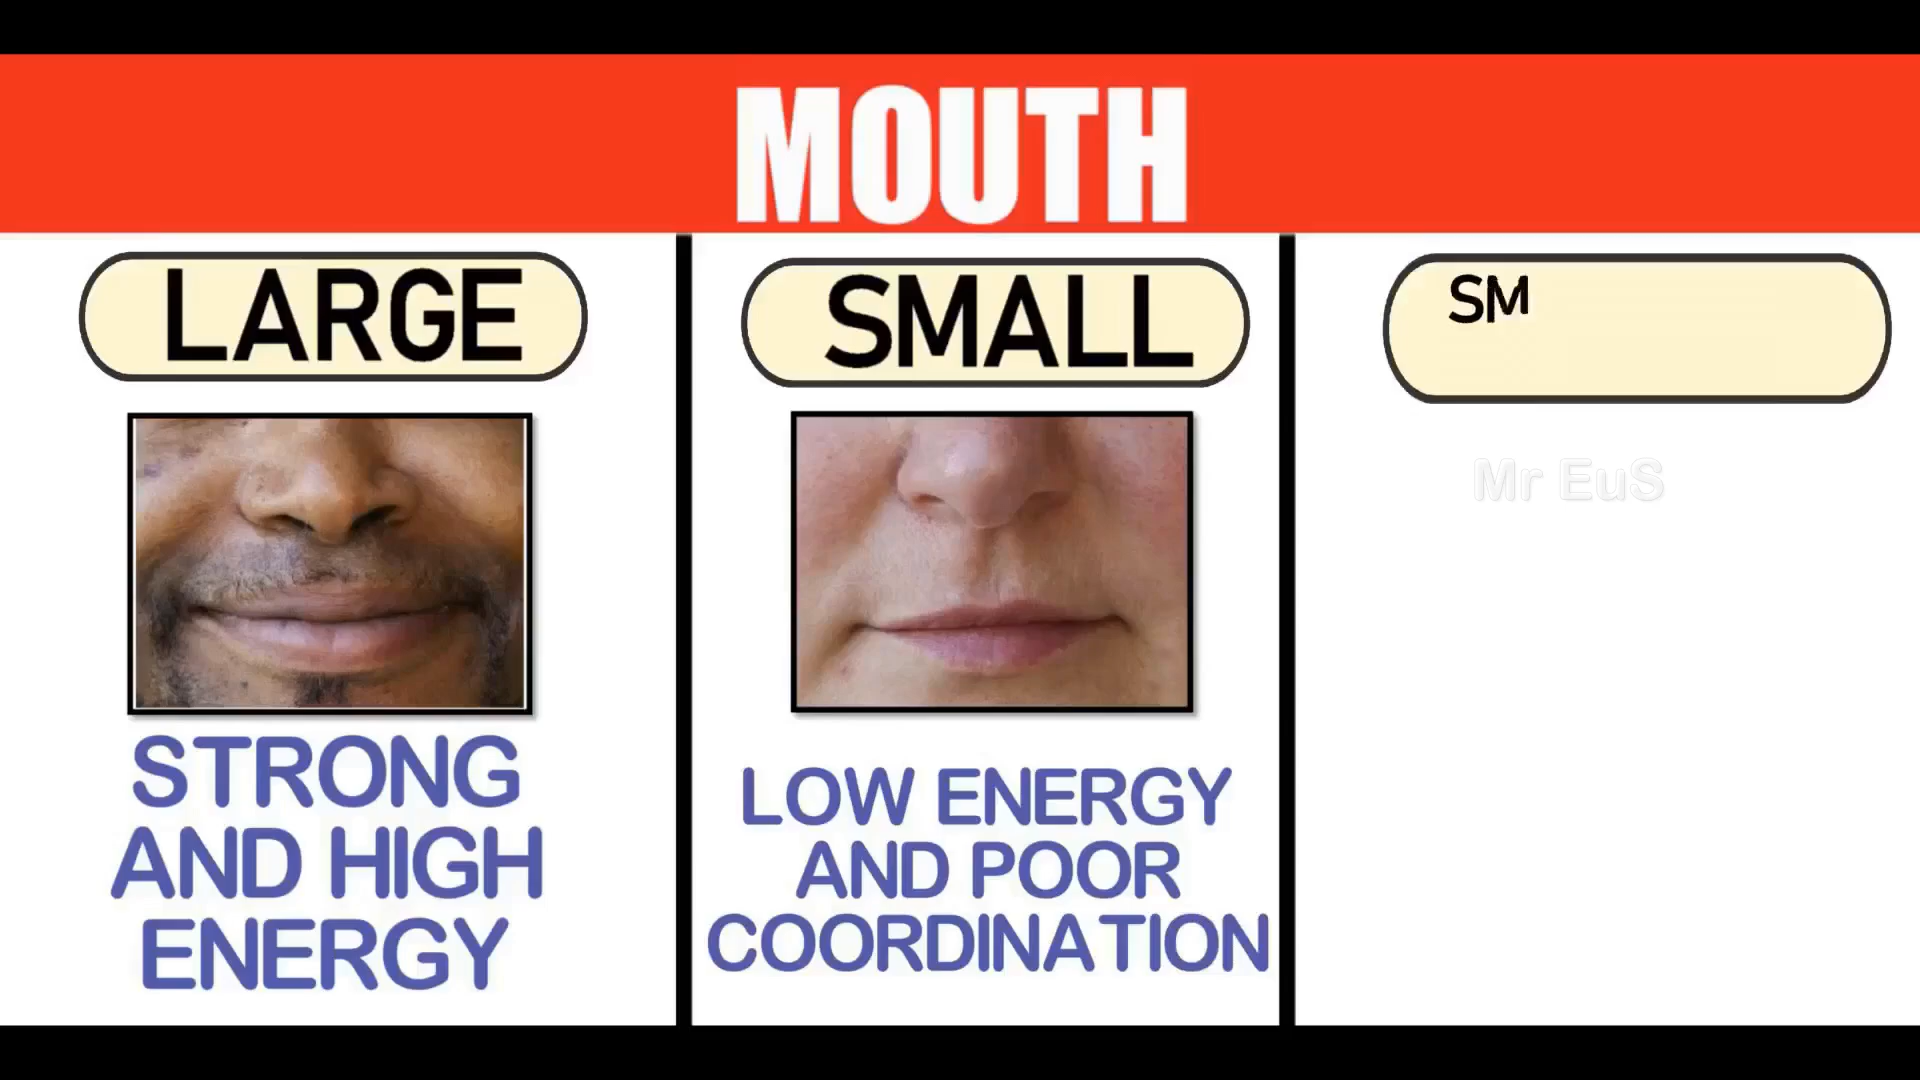 MOUTH
LARGE
STRONG
AND HIGH
ENERGY
SMALL
LOW ENERGY
AND POOR
COORDINATION
SM
Mr EuS